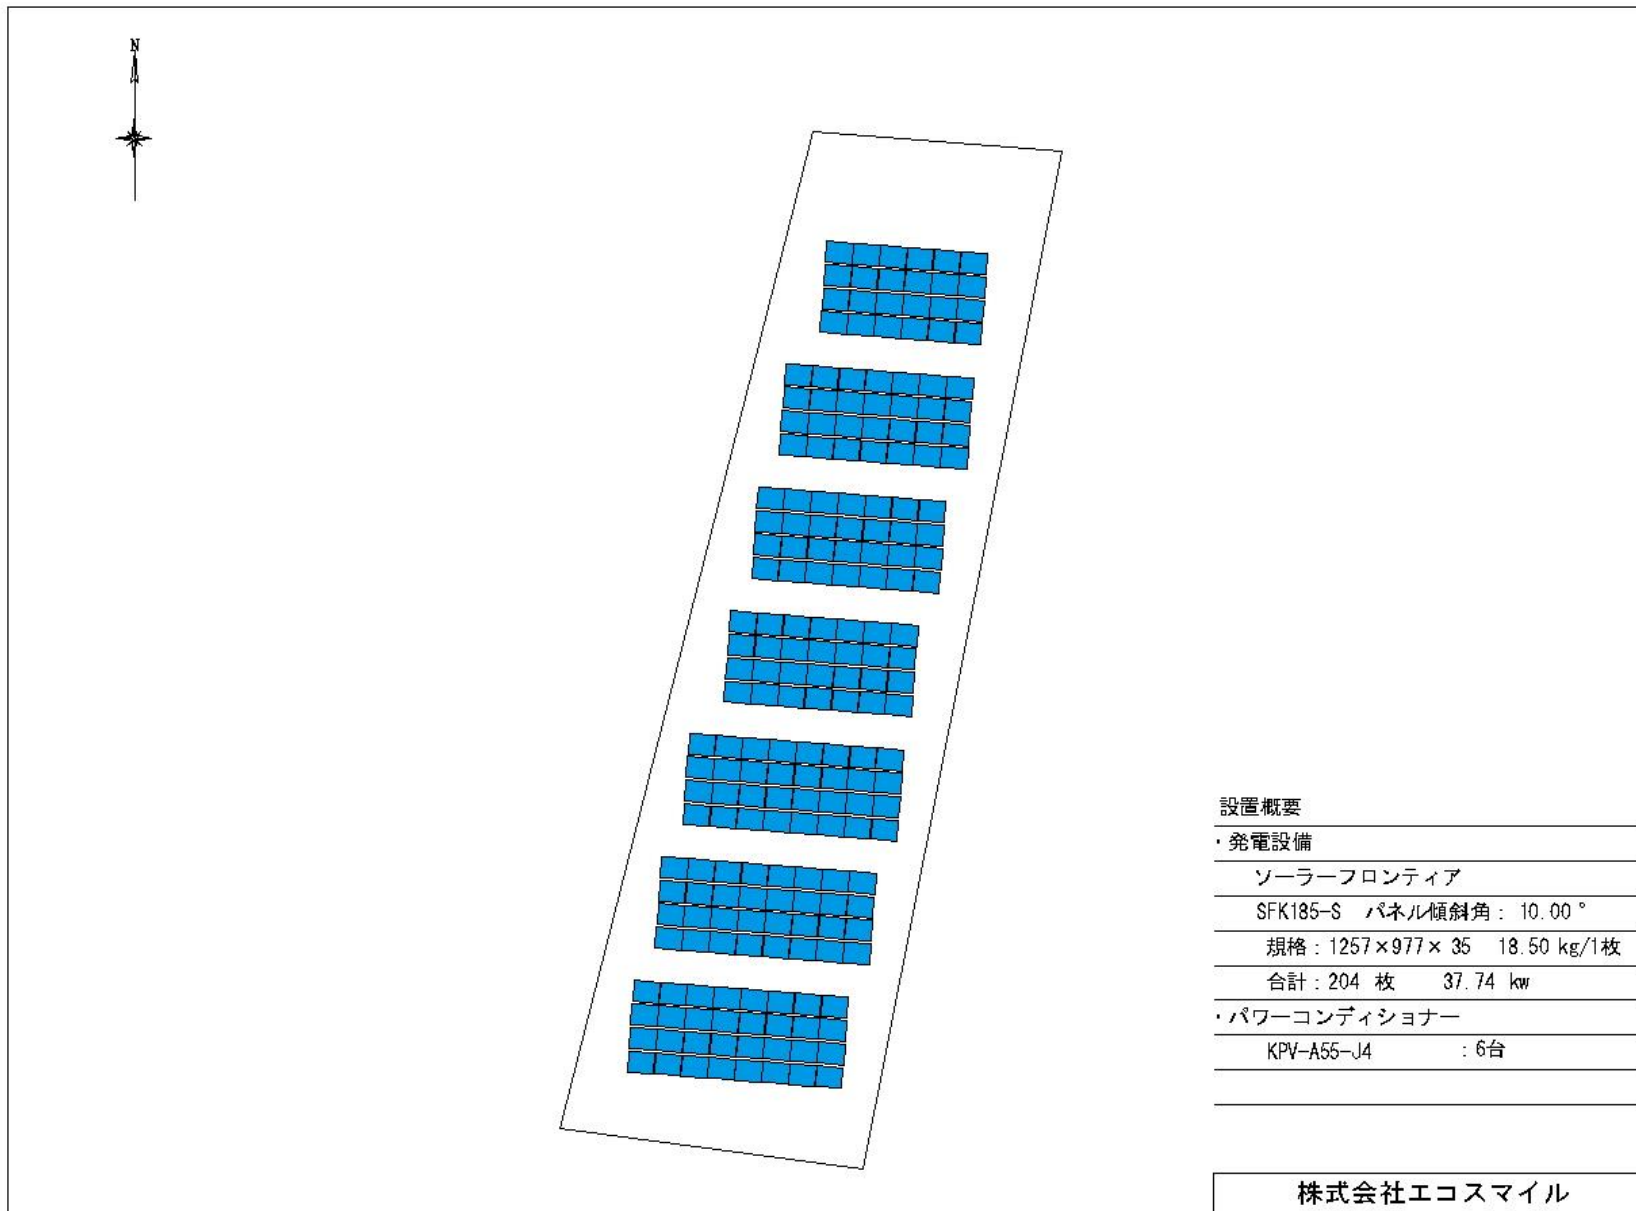 N
設置概要
・発電設備
ソーラーフロンティア
SFK185-S パネル傾斜角： 10.00°
規格：1257×977× 35 18.50 kg/1枚
合計：204 枚 37.74 kw
・パワーコンディショナー
KPV-A55-J4 ：6台
株式会社エコスマイル